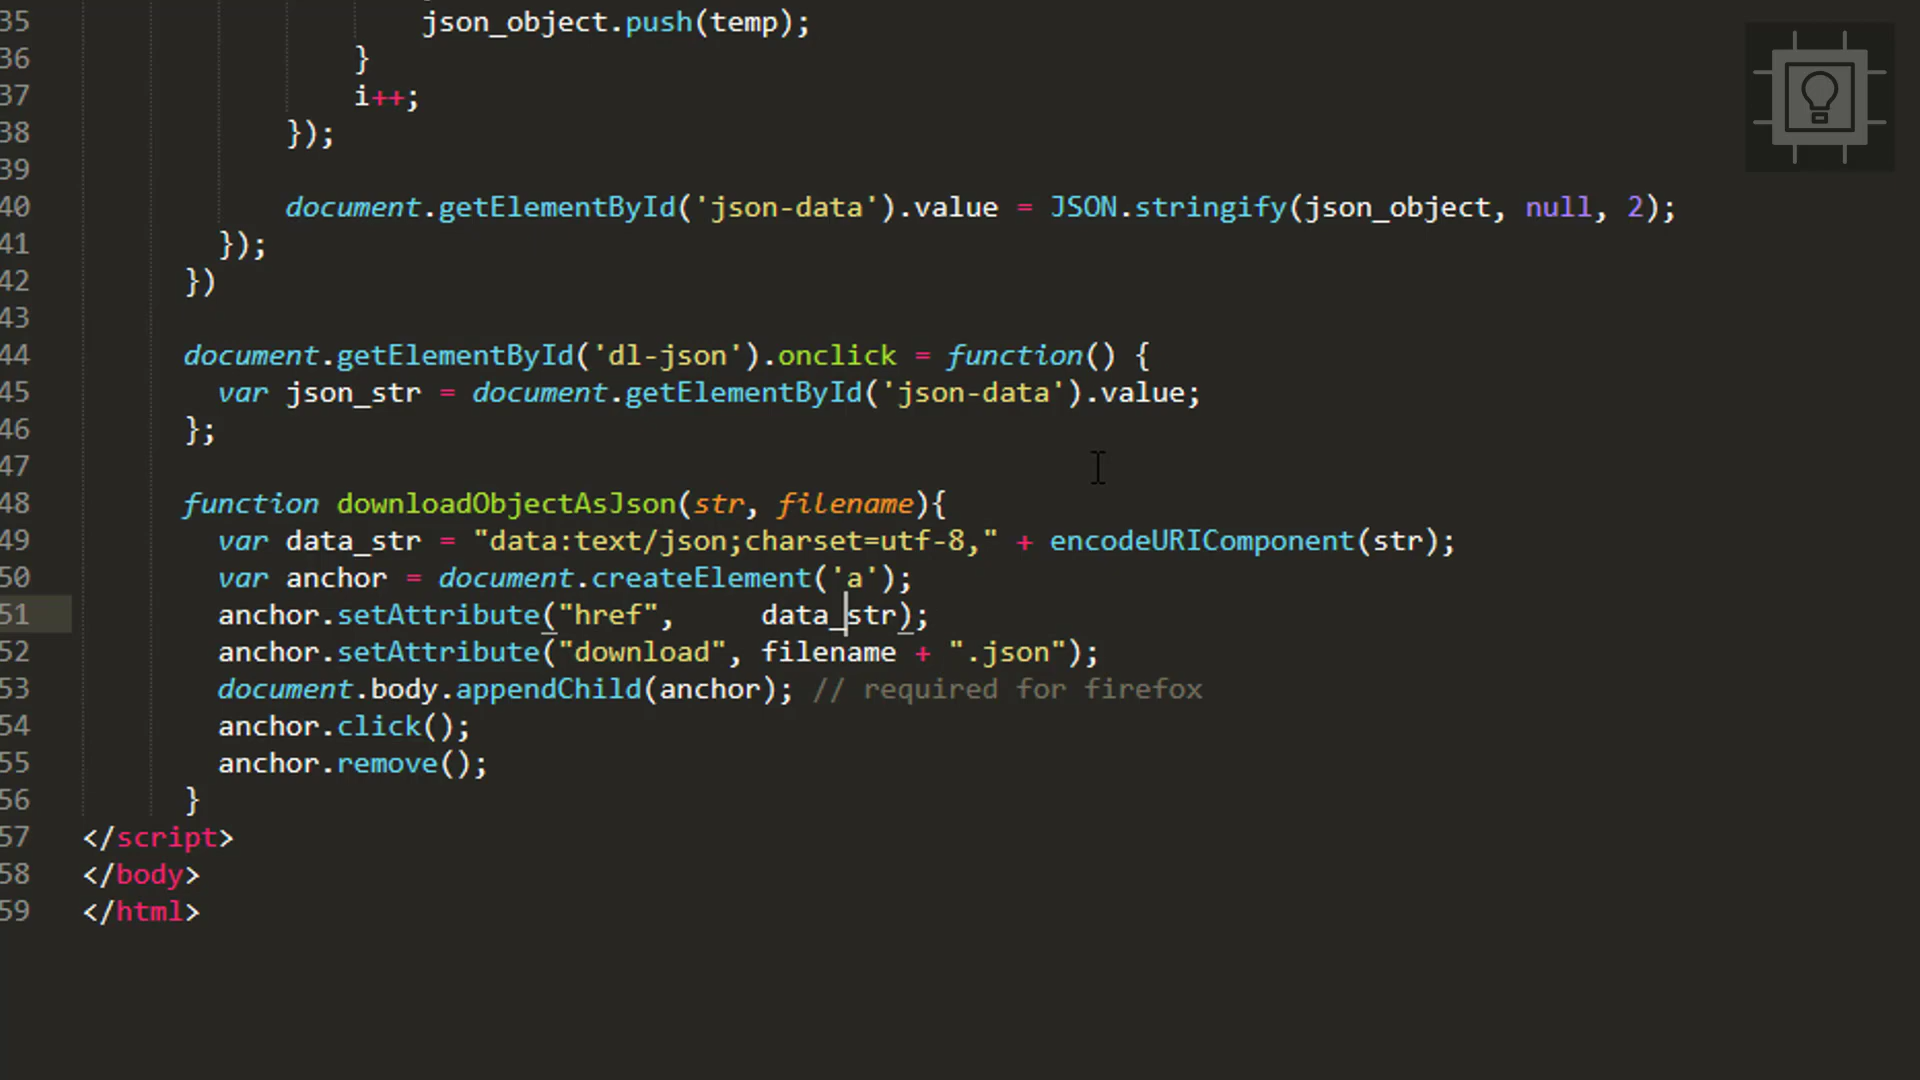 35 json_object.push(temp);
36 }
37 i++;
38 });
39
40 document.getElementById('json-data').value = JSON.stringify(json_object, null, 2);
41 });
42 })
43
44 document.getElementById('dl-json').onclick = function() {
45 var json_str = document.getElementById('json-data').value;
46 };
47
48 function downloadObjectAsJson(str, filename){
49 var data_str = "data:text/json;charset=utf-8," + encodeURIComponent(str);
50 var anchor = document.createElement('a');
51 anchor.setAttribute("href",     data_str);
52 anchor.setAttribute("download", filename + ".json");
53 document.body.appendChild(anchor); // required for firefox
54 anchor.click();
55 anchor.remove();
56 }
57 </script>
58 </body>
59 </html>